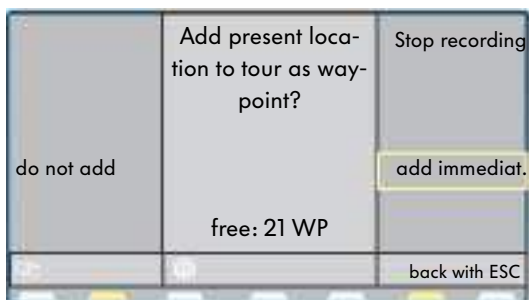 Add present loca-
tion to tour as way-
point?
Stop recording
do not add
add immediat.
free: 21 WP
back with ESC